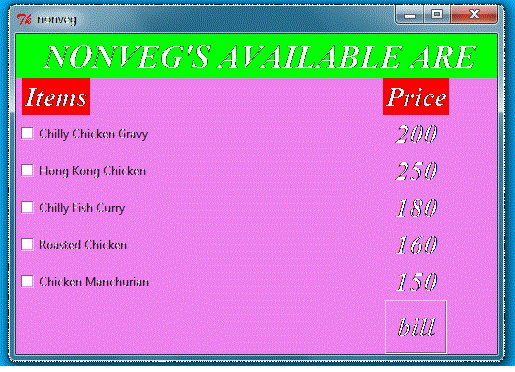 nonveg
NONVEG'S AVAILABLE ARE
Items Price
Chilly Chicken Gravy 200
Hong Kong Chicken 250
Chilly Fish Curry 180
Roasted Chicken 160
Chicken Manchurian 150
bill